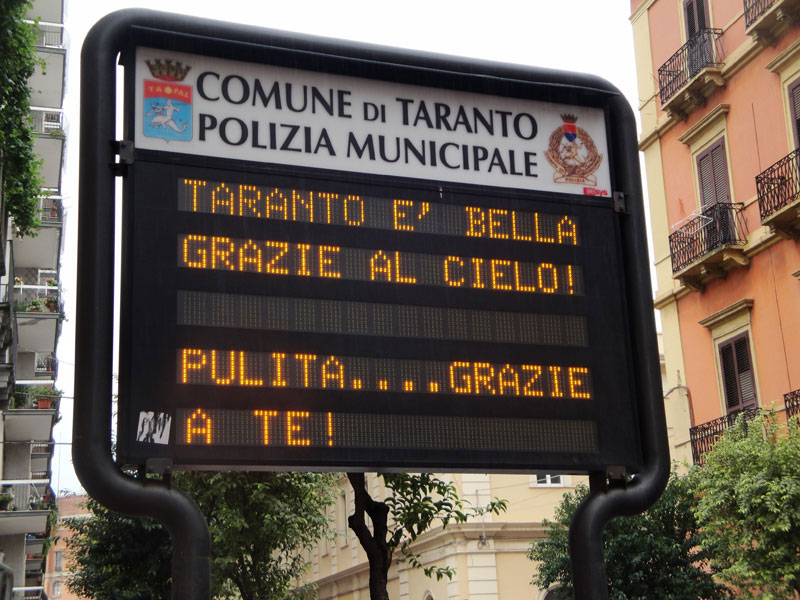 COMUNE DI TARANTO
POLIZIA MUNICIPALE
TARANTO E' BELLA
GRAZIE AL CIELO!
PULITA....GRAZIE
A TE!